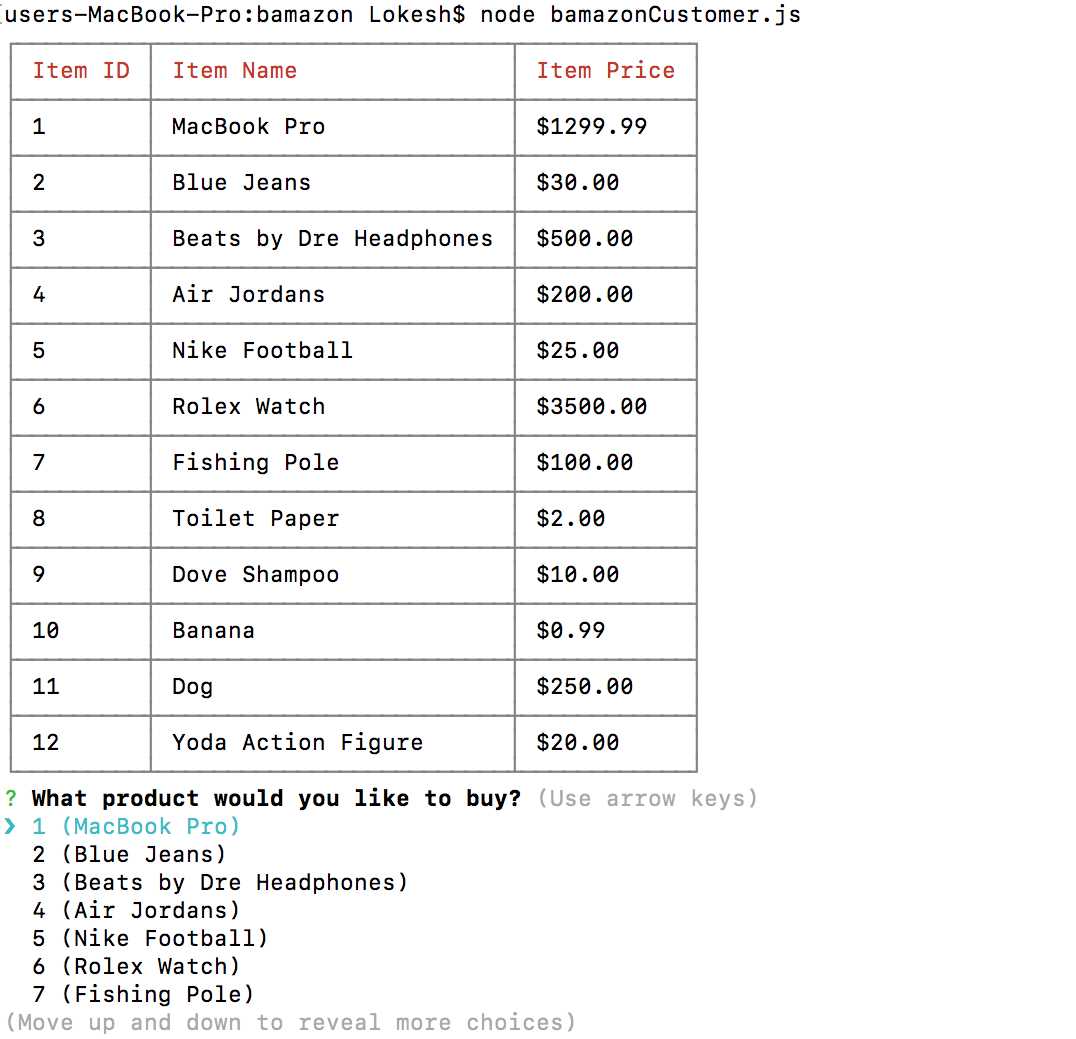 users-MacBook-Pro:bamazon Lokesh$ node bamazonCustomer.js
Item ID Item Name Item Price
1 MacBook Pro $1299.99
2 Blue Jeans $30.00
3 Beats by Dre Headphones $500.00
4 Air Jordans $200.00
5 Nike Football $25.00
6 Rolex Watch $3500.00
7 Fishing Pole $100.00
8 Toilet Paper $2.00
9 Dove Shampoo $10.00
10 Banana $0.99
11 Dog $250.00
12 Yoda Action Figure $20.00
? What product would you like to buy? (Use arrow keys)
❯ 1 (MacBook Pro)
2 (Blue Jeans)
3 (Beats by Dre Headphones)
4 (Air Jordans)
5 (Nike Football)
6 (Rolex Watch)
7 (Fishing Pole)
(Move up and down to reveal more choices)